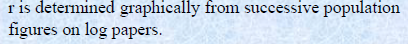 r is determined graphically from successive population
figures on log papers.